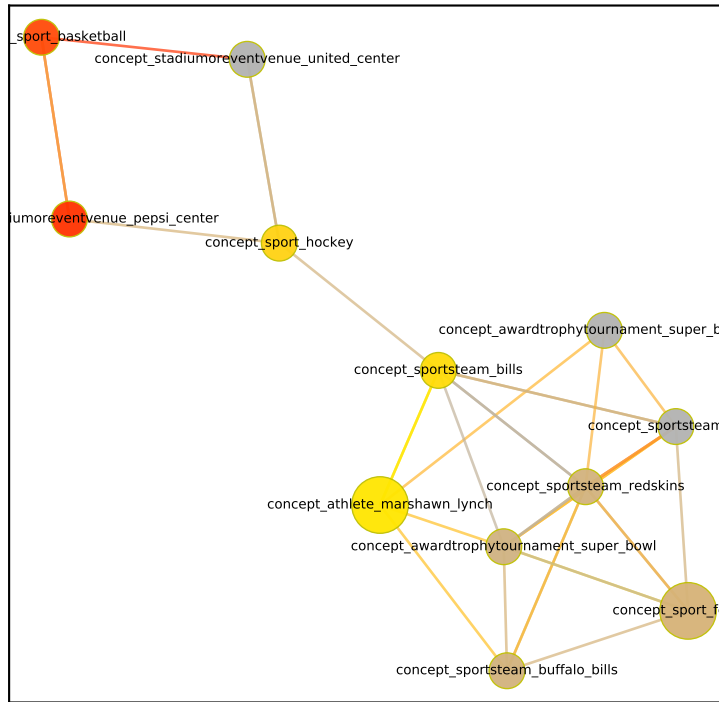 _sport_basketball
concept_stadiumoreventvenue_united_center
iumoreventvenue_pepsi_center
concept_sport_hockey
concept_awardtrophytournament_super_b
concept_sportsteam_bills
concept_sportsteam
concept_sportsteam_redskins
concept_athlete_marshawn_lynch
concept_awardtrophytournament_super_bowl
concept_sport_f
concept_sportsteam_buffalo_bills